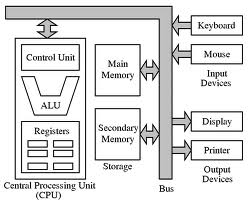 Control Unit
ALU
Registers
Central Processing Unit
(CPU)
Main
Memory
Secondary
Memory
Storage
Bus
Keyboard
Mouse
Input
Devices
Display
Printer
Output
Devices